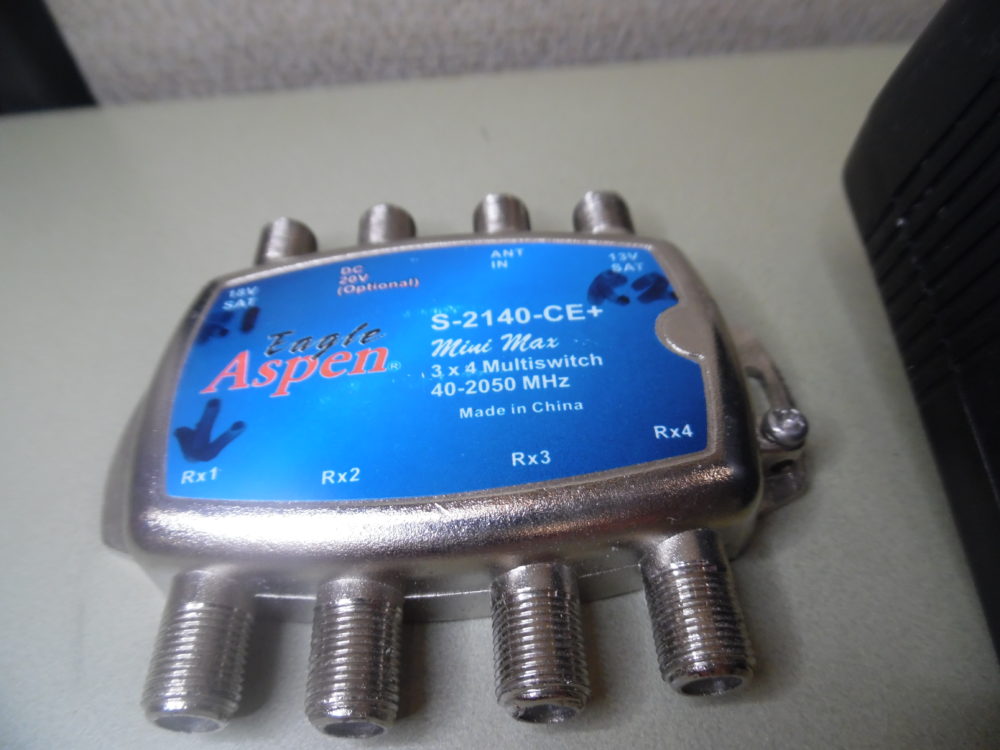 18V
SAT
DC
20V
(Optional)
ANT
IN
13V
SAT
Eagle
Aspen®
S-2140-CE+
Mini Max
3 x 4 Multiswitch
40-2050 MHz
Made in China
Rx1
Rx2
Rx3
Rx4